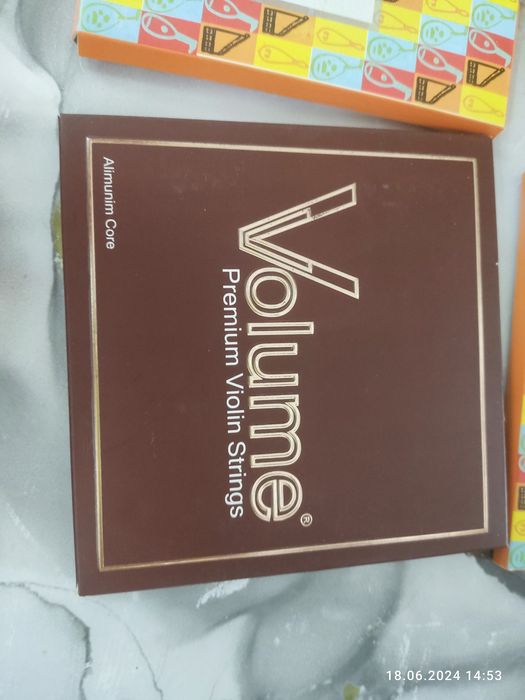 Volume®
Premium Violin Strings
Alimunim Core
18.06.2024 14:53